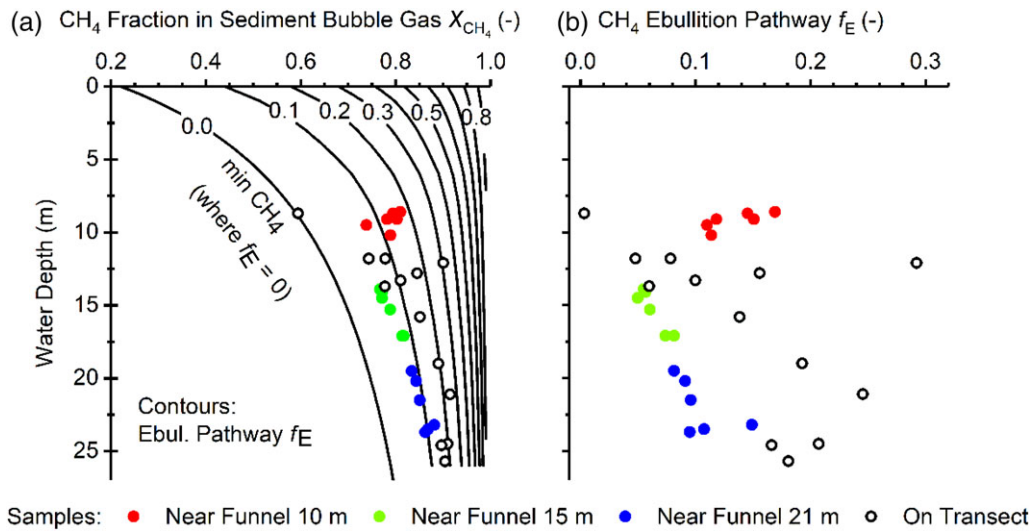 (a) CH4 Fraction in Sediment Bubble Gas XCH4 (-)
0.2 0.4 0.6 0.8 1.0
0
5
10
15
20
25
Water Depth (m)
0.0
0.1
0.2
0.3
0.5
0.8
min CH4
(where fE = 0)
Contours:
Ebul. Pathway fE
(b) CH4 Ebullition Pathway fE (-)
0.0 0.1 0.2 0.3
Samples: Near Funnel 10 m Near Funnel 15 m Near Funnel 21 m On Transect